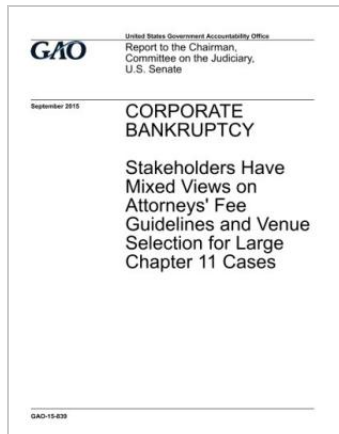 United States Government Accountability Office
GAO
Report to the Chairman,
Committee on the Judiciary,
U.S. Senate
September 2015
CORPORATE
BANKRUPTCY
Stakeholders Have
Mixed Views on
Attorneys' Fee
Guidelines and Venue
Selection for Large
Chapter 11 Cases
GAO-15-839